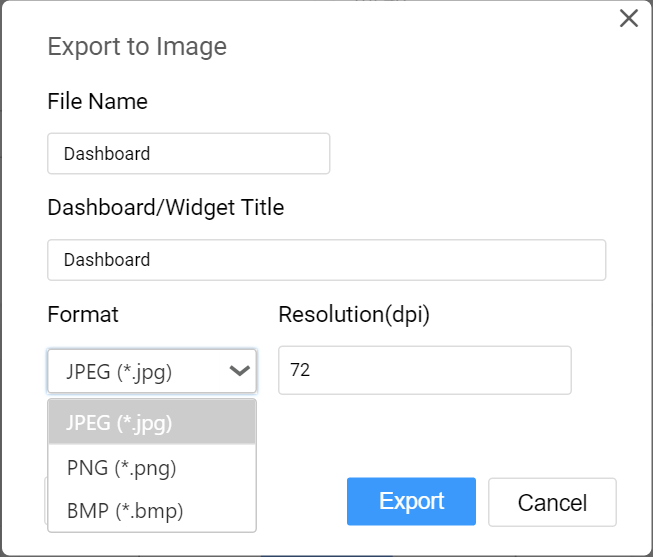 Export to Image
File Name
Dashboard
Dashboard/Widget Title
Dashboard
Format
Resolution(dpi)
JPEG (*.jpg)
72
JPEG (*.jpg)
PNG (*.png)
BMP (*.bmp)
Export
Cancel